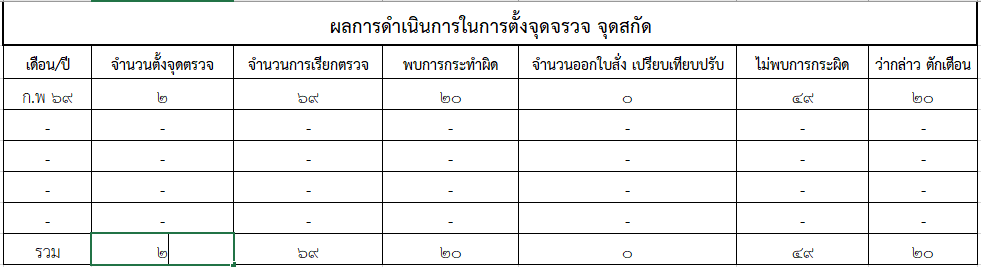 ผลการดำเนินการในการตั้งจุดจรวจ จุดสกัด
เดือน/ปี จำนวนตั้งจุดตรวจ จำนวนการเรียกตรวจ พบการกระทำผิด จำนวนออกใบสั่ง เปรียบเทียบปรับ ไม่พบการกระผิด ว่ากล่าว ตักเตือน
ก.พ ๖๙ ๒ ๖๙ ๒๐ ๐ ๔๙ ๒๐
- - - - - - -
- - - - - - -
- - - - - - -
- - - - - - -
รวม ๒ ๖๙ ๒๐ ๐ ๔๙ ๒๐